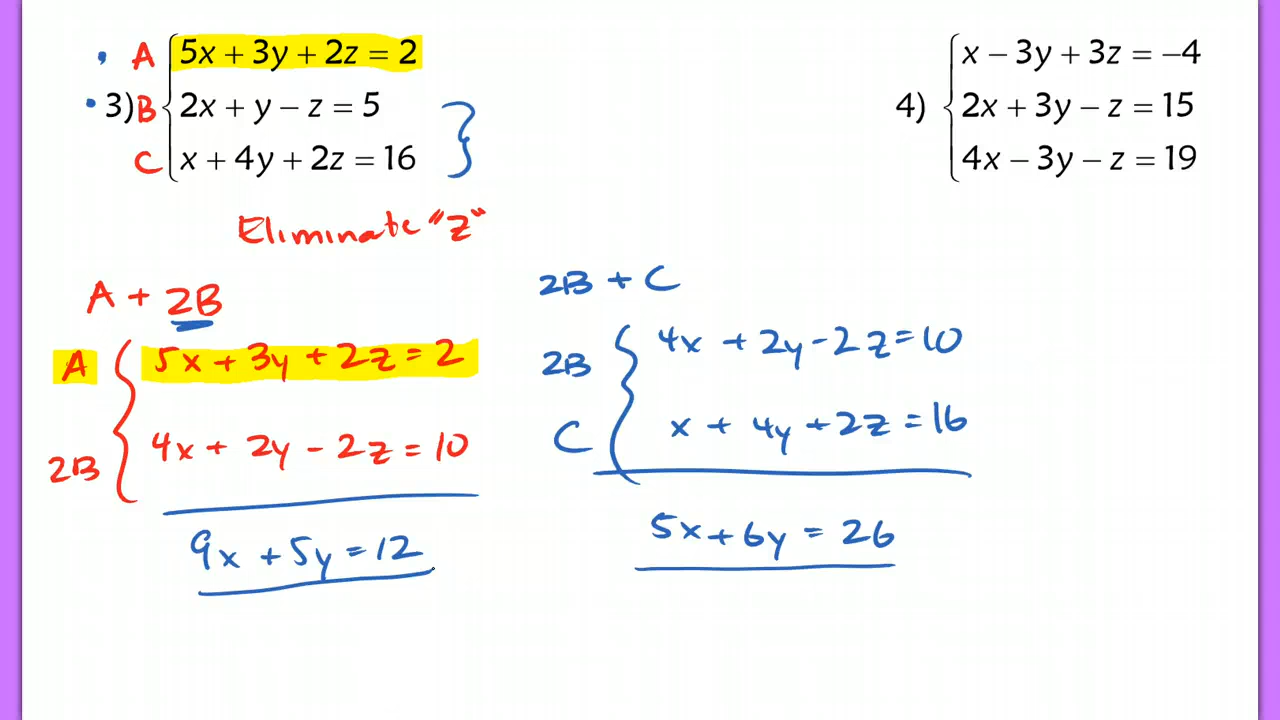 A 5x + 3y + 2z = 2
3) B 2x + y − z = 5
C x + 4y + 2z = 16
Eliminate "z"
A + 2B
A 5x + 3y + 2z = 2
2B 4x + 2y - 2z = 10
9x + 5y = 12
2B + C
2B 4x + 2y - 2z = 10
C x + 4y + 2z = 16
5x + 6y = 26
x − 3y + 3z = −4
4) 2x + 3y − z = 15
4x − 3y − z = 19